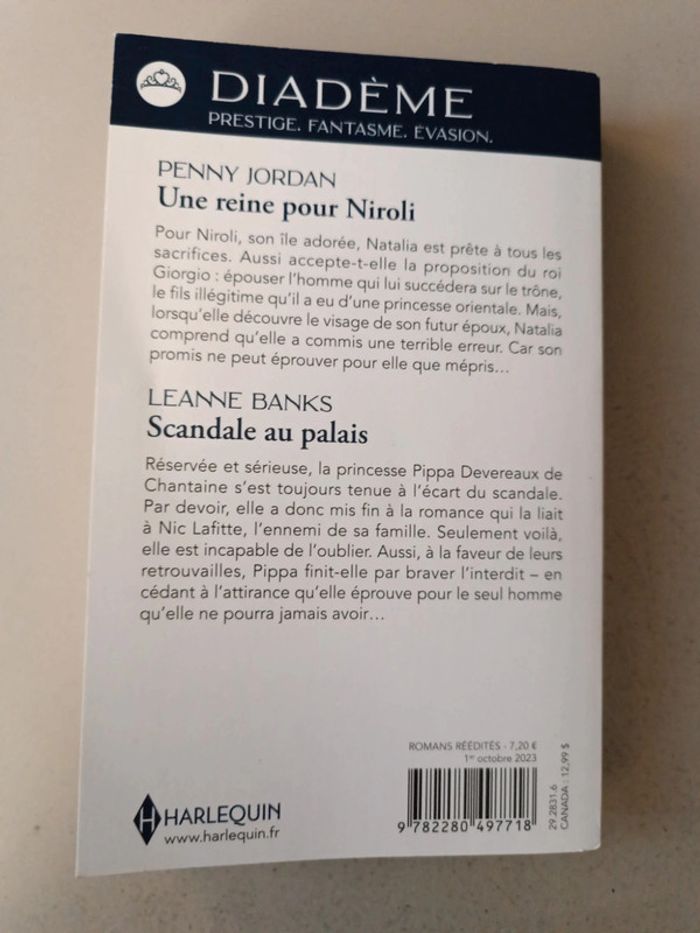 DIADÈME
PRESTIGE. FANTASME. ÉVASION.
PENNY JORDAN
Une reine pour Niroli
Pour Niroli, son île adorée, Natalia est prête à tous les
sacrifices. Aussi accepte-t-elle la proposition du roi
Giorgio : épouser l'homme qui lui succédera sur le trône,
le fils illégitime qu'il a eu d'une princesse orientale. Mais,
lorsqu'elle découvre le visage de son futur époux, Natalia
comprend qu'elle a commis une terrible erreur. Car son
promis ne peut éprouver pour elle que mépris…
LEANNE BANKS
Scandale au palais
Réservée et sérieuse, la princesse Pippa Devereaux de
Chantaine s'est toujours tenue à l'écart du scandale.
Par devoir, elle a donc mis fin à la romance qui la liait
à Nic Lafitte, l'ennemi de sa famille. Seulement voilà,
elle est incapable de l'oublier. Aussi, à la faveur de leurs
retrouvailles, Pippa finit-elle par braver l'interdit – en
cédant à l'attirance qu'elle éprouve pour le seul homme
qu'elle ne pourra jamais avoir…
ROMANS RÉÉDITÉS - 7,20 €
1er octobre 2023
29.2831.6
CANADA : 12,99 $
9 782280 497718
H HARLEQUIN
www.harlequin.fr